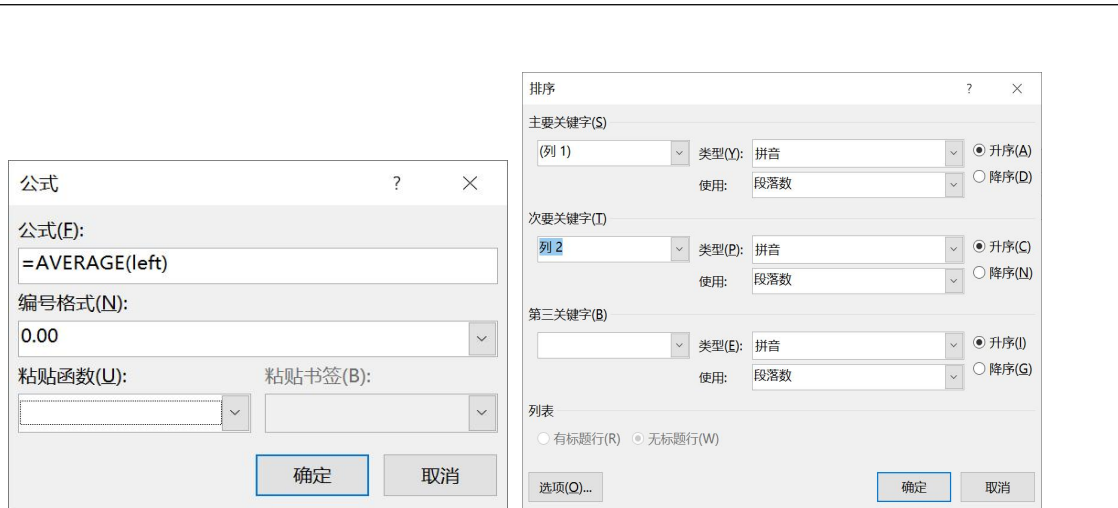 公式 ?
公式(F):
=AVERAGE(left)
编号格式(N):
0.00
粘贴函数(U): 粘贴书签(B):
确定 取消
排序 ?
主要关键字(S)
(列 1) 类型(Y): 拼音 升序(A)
使用: 段落数 降序(D)
次要关键字(T)
列 2 类型(P): 拼音 升序(C)
使用: 段落数 降序(N)
第三关键字(B)
类型(E): 拼音 升序(I)
使用: 段落数 降序(G)
列表
有标题行(R) 无标题行(W)
选项(O)... 确定 取消